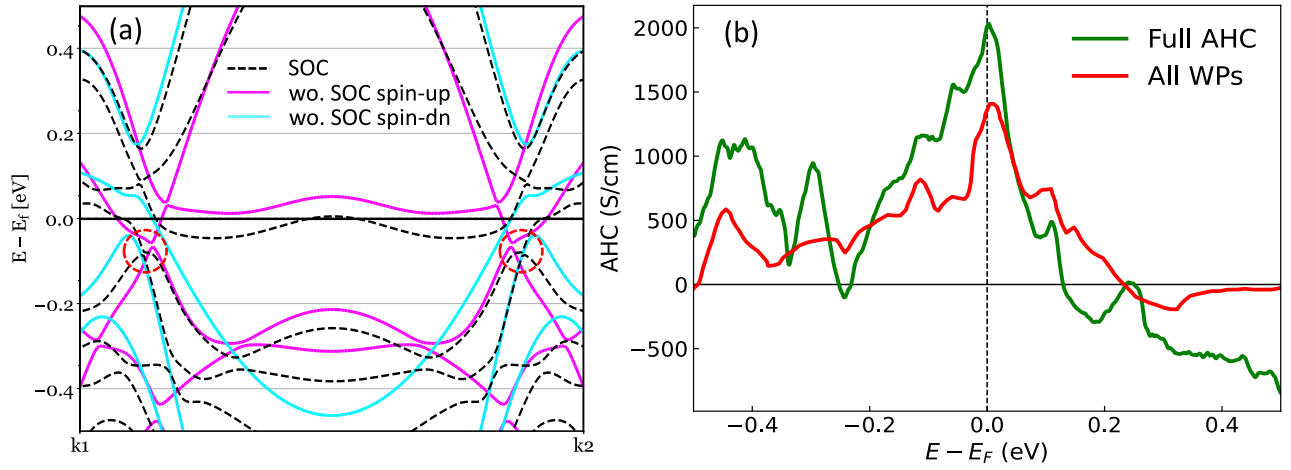 (a)
0.4
0.2
0.0
−0.2
−0.4
E − E_f [eV]
k1
k2
SOC
wo. SOC spin-up
wo. SOC spin-dn
(b)
2000
1500
1000
500
0
−500
AHC (S/cm)
−0.4
−0.2
0.0
0.2
0.4
E − E_F (eV)
Full AHC
All WPs